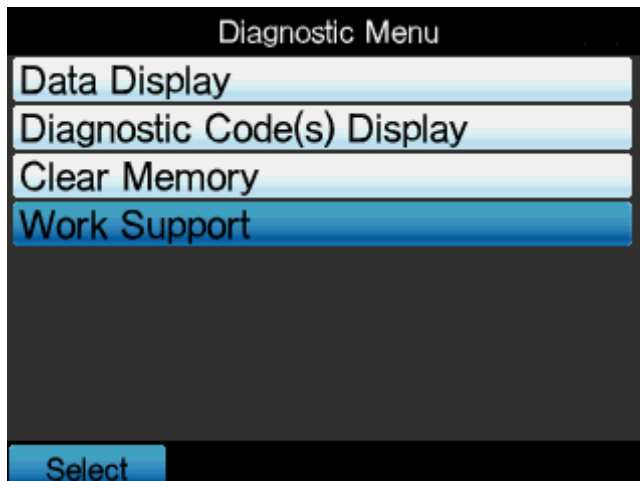 Diagnostic Menu
Data Display
Diagnostic Code(s) Display
Clear Memory
Work Support
Select